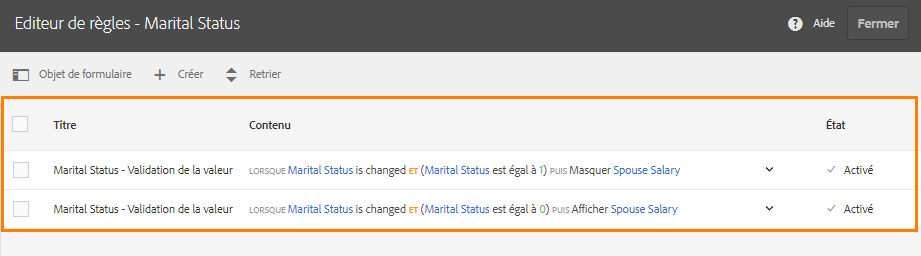 Editeur de règles - Marital Status
? Aide Fermer
Objet de formulaire Créer Retrier
Titre Contenu État
Marital Status - Validation de la valeur LORSQUE Marital Status is changed ET (Marital Status est égal à 1) PUIS Masquer Spouse Salary Activé
Marital Status - Validation de la valeur LORSQUE Marital Status is changed ET (Marital Status est égal à 0) PUIS Afficher Spouse Salary Activé